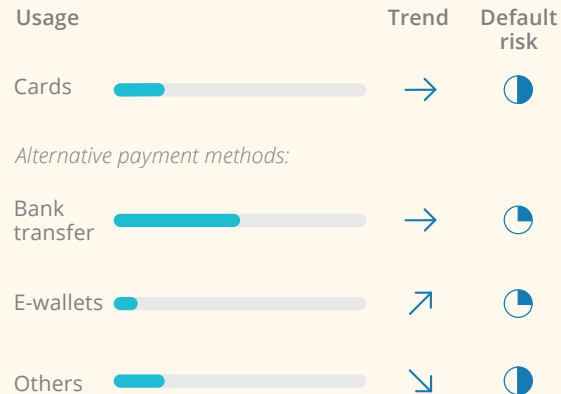 Usage
Trend
Default
risk
Cards
Alternative payment methods:
Bank
transfer
E-wallets
Others